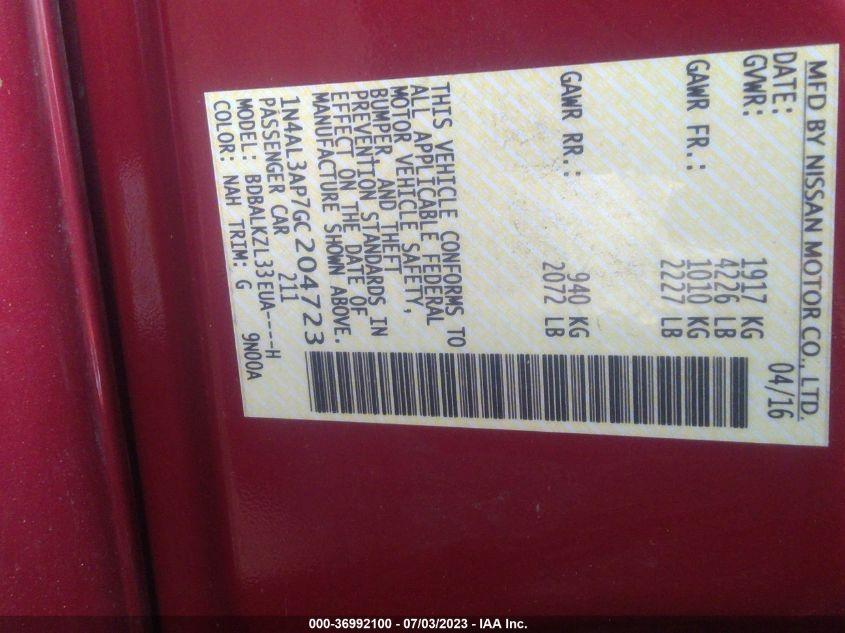 MFD BY NISSAN MOTOR CO., LTD.
DATE: 04/16
GVWR: 1917 KG
4226 LB
GAWR FR.: 1010 KG
2227 LB
GAWR RR.: 940 KG
2072 LB
THIS VEHICLE CONFORMS TO
ALL APPLICABLE FEDERAL
MOTOR VEHICLE SAFETY,
BUMPER, AND THEFT
PREVENTION STANDARDS IN
EFFECT ON THE DATE OF
MANUFACTURE SHOWN ABOVE.
1N4AL3AP7GC204723
PASSENGER CAR 211
MODEL: BDBALKZL33EUA----H
COLOR: NAH TRIM: G 9N00A
000-36992100 - 07/03/2023 - IAA Inc.